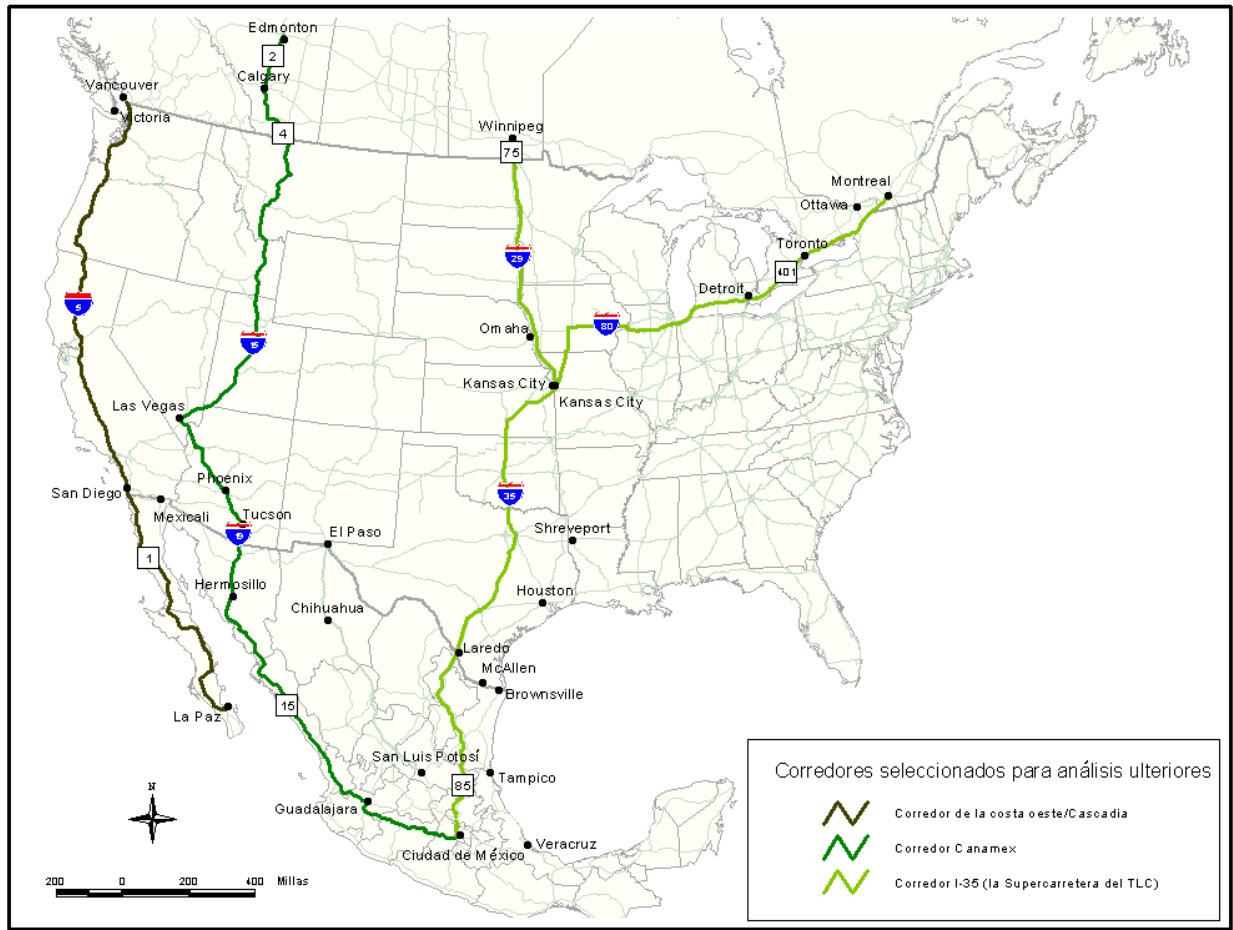 Edmonton
2
Calgary
Vancouver
Victoria
4
Winnipeg
75
Montreal
Ottawa
Toronto
401
Detroit
29
5
80
15
Omaha
Kansas City
Kansas City
Las Vegas
Phoenix
San Diego
35
Mexicali
Tucson
19
El Paso
Shreveport
1
Hermosillo
Houston
Chihuahua
Laredo
McAllen
Brownsville
La Paz
15
San Luis Potosí
Tampico
85
Guadalajara
Ciudad de México
Veracruz
N
200 0 200 400 Millas
Corredores seleccionados para análisis ulteriores
Corredor de la costa oeste/Cascadia
Corredor Canamex
Corredor I-35 (la Supercarretera del TLC)